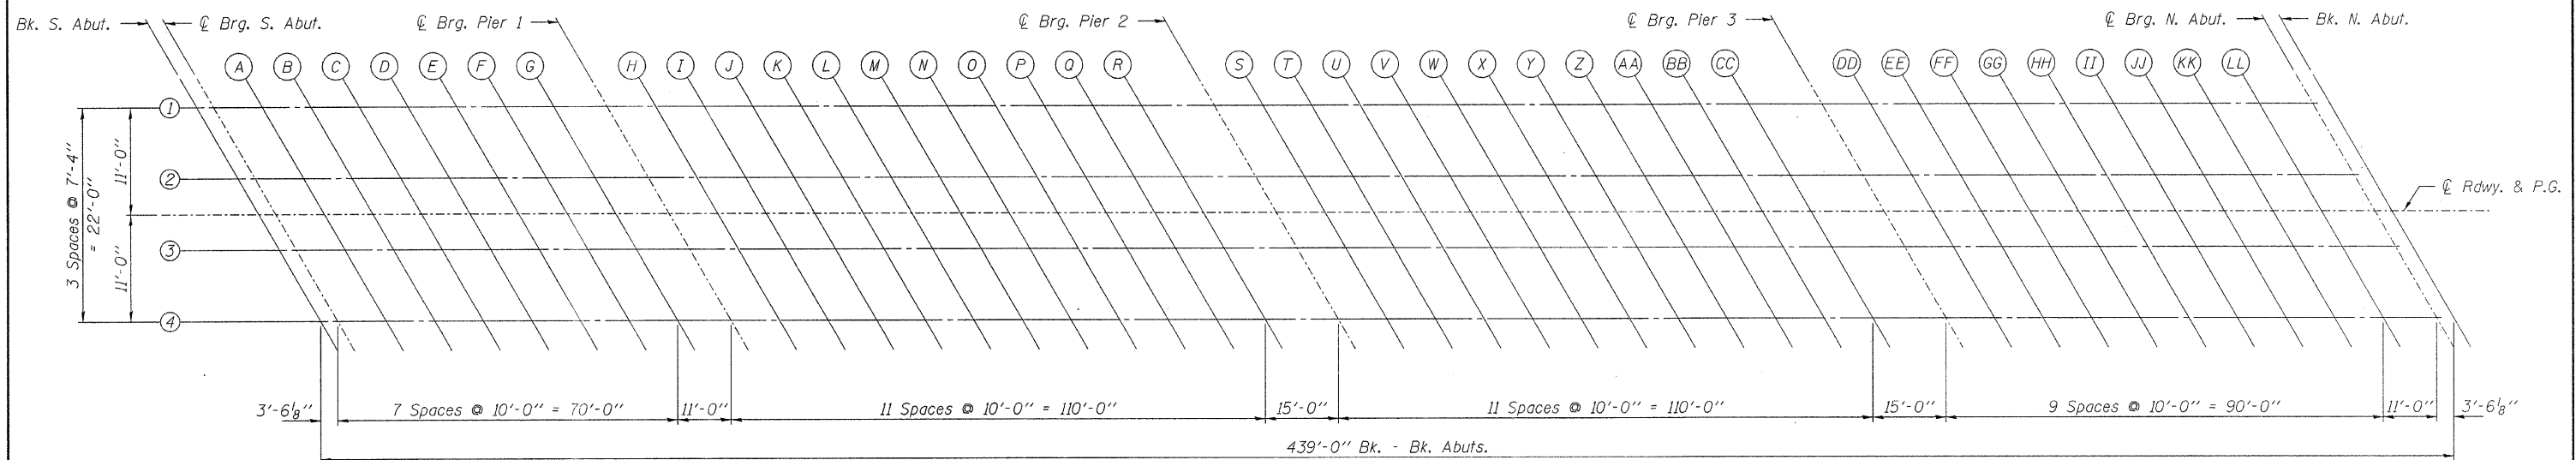 Bk. S. Abut.
℄ Brg. S. Abut.
℄ Brg. Pier 1
℄ Brg. Pier 2
℄ Brg. Pier 3
℄ Brg. N. Abut.
Bk. N. Abut.
A B C D E F G H I J K L M N O P Q R S T U V W X Y Z AA BB CC DD EE FF GG HH II JJ KK LL
1
2
3
4
3 Spaces @ 7'-4"
= 22'-0"
11'-0"
11'-0"
℄ Rdwy. & P.G.
3'-6⅛"
7 Spaces @ 10'-0" = 70'-0"
11'-0"
11 Spaces @ 10'-0" = 110'-0"
15'-0"
11 Spaces @ 10'-0" = 110'-0"
15'-0"
9 Spaces @ 10'-0" = 90'-0"
11'-0"
3'-6⅛"
439'-0" Bk. - Bk. Abuts.